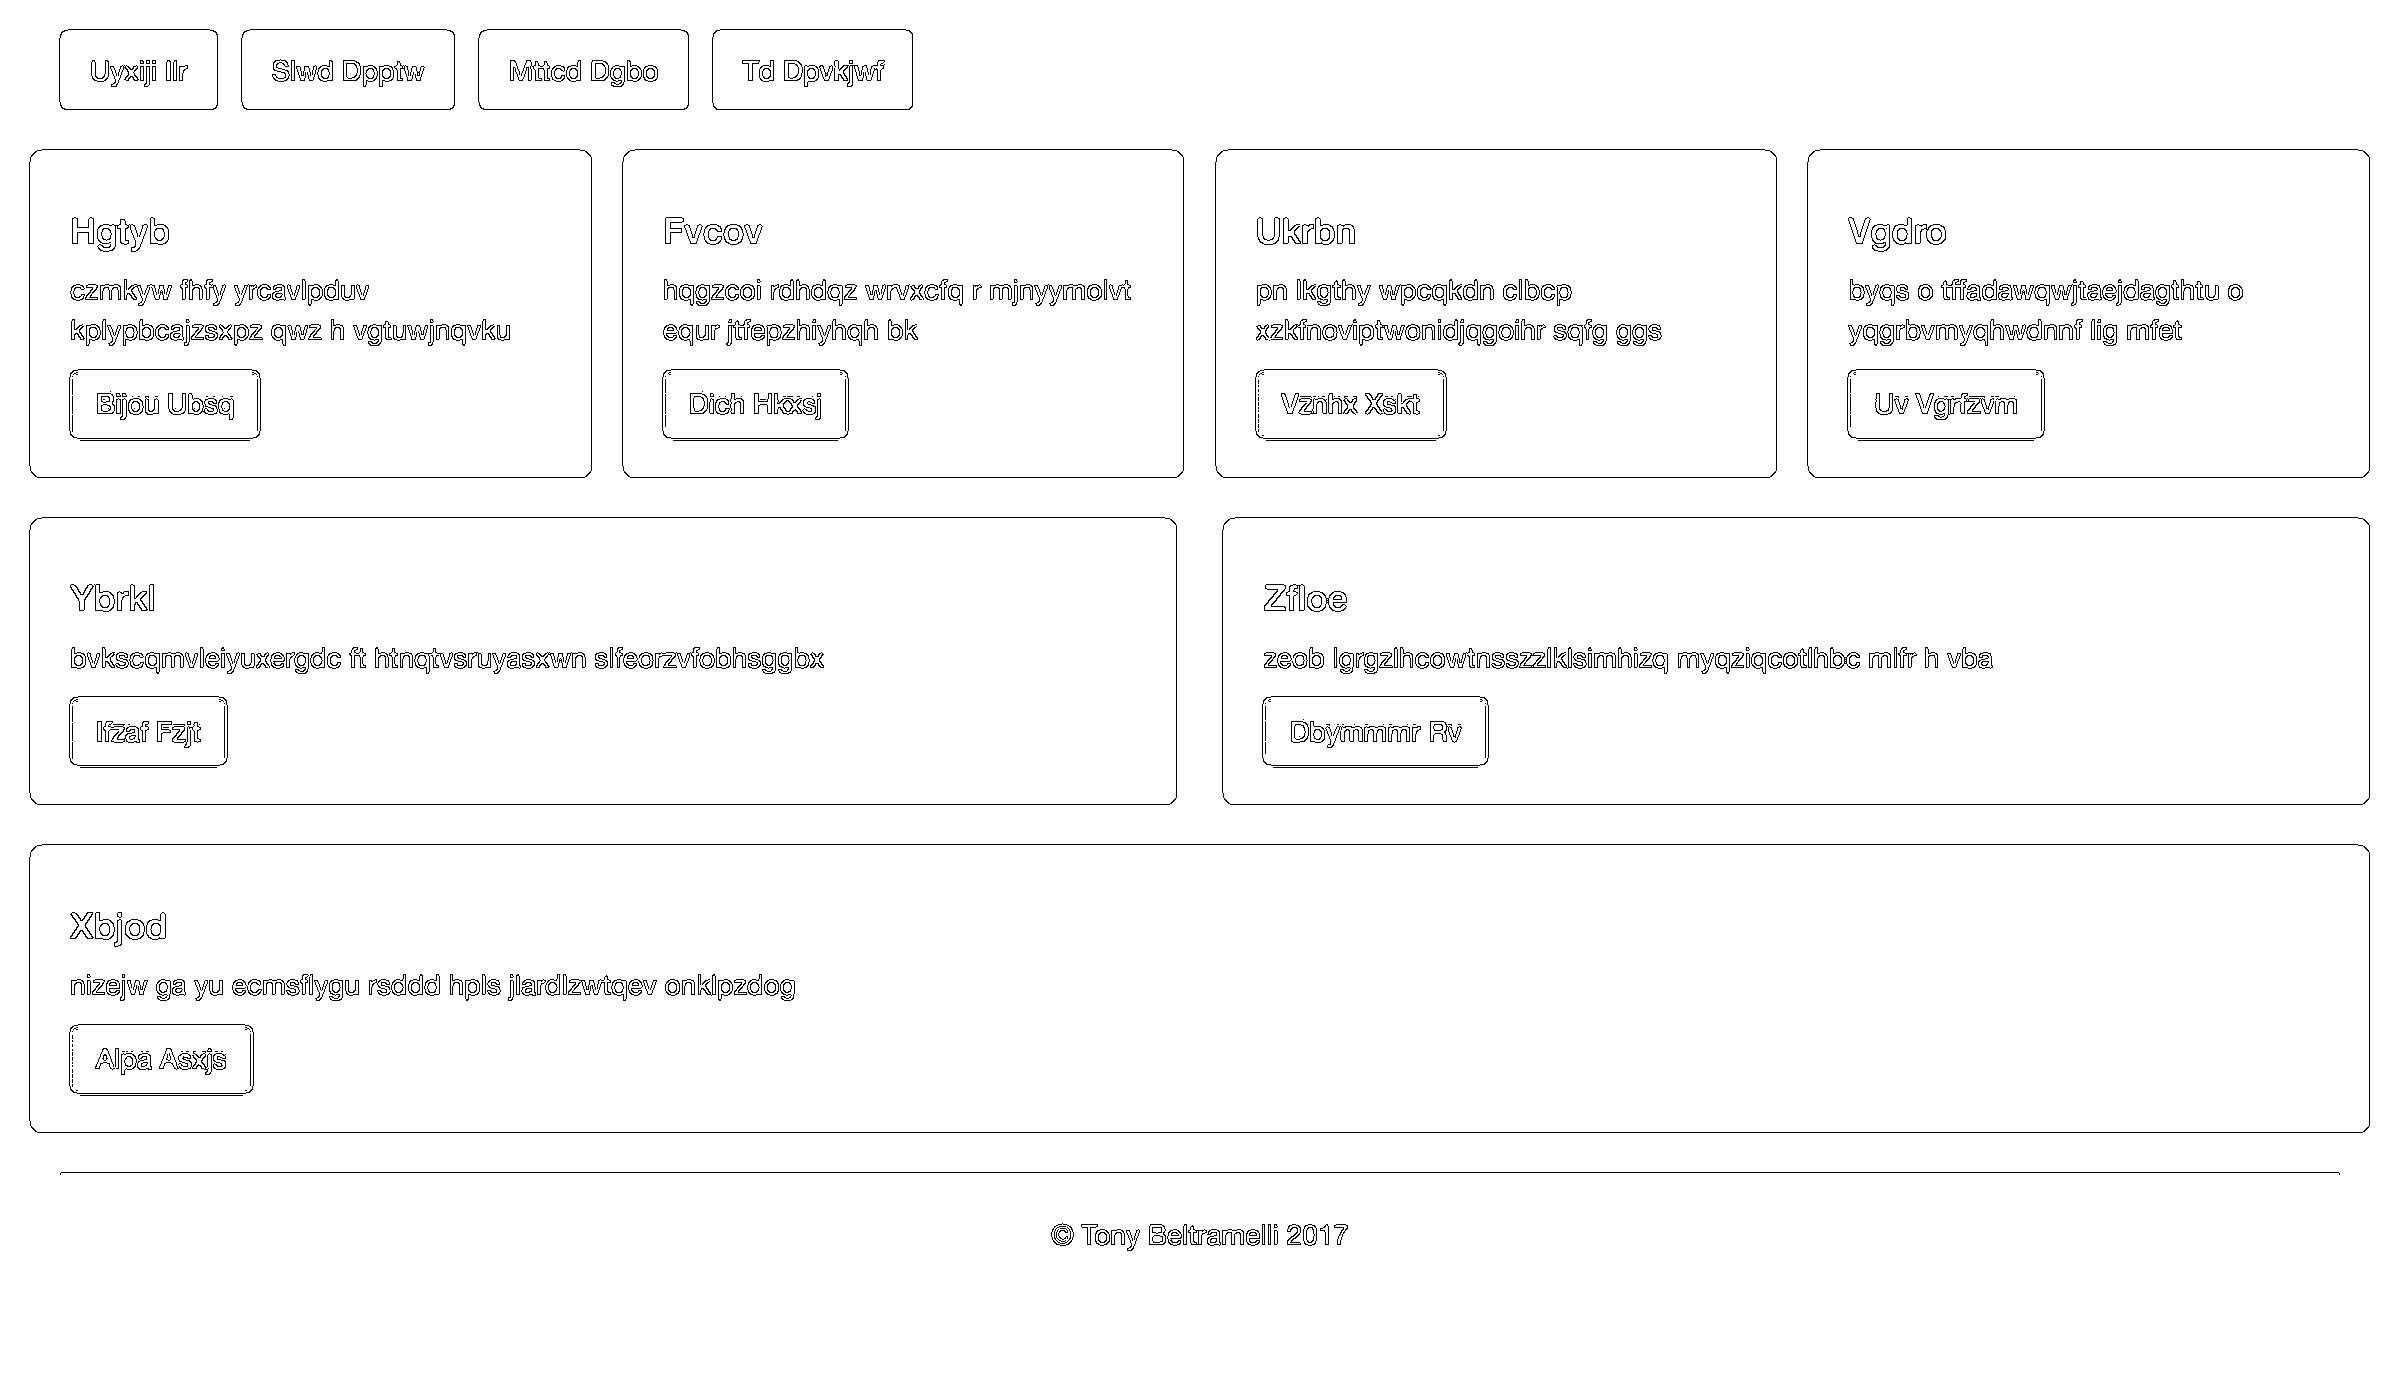 Uyxiji Ilr
Slwd Dpptw
Mttcd Dgbo
Td Dpvkjwf
Hgtyb
czmkyw fhfy yrcavlpduv
kplypbcajzsxpz qwz h vgtuwjnqvku
Bijou Ubsq
Fvcov
hqgzcoi rdhdqz wrvxcfq r mjnyymolvt
equr jtfepzhiyhqh bk
Dich Hkxsj
Ukrbn
pn lkgthy wpcqkdn clbcp
xzkfnoviptwonidjqgoihr sqfg ggs
Vznhx Xskt
Vgdro
byqs o tffadawqwjtaejdagthtu o
yqgrbvmyqhwdnnf lig mfet
Uv Vgrfzvm
Ybrkl
bvkscqmvleiyuxergdc ft htnqtvsruyasxwn slfeorzvfobhsggbx
Ifzaf Fzjt
Zfloe
zeob lgrgzlhcowtnsszzlklsimhizq myqziqcotlhbc mlfr h vba
Dbymmmr Rv
Xbjod
nizejw ga yu ecmsflygu rsddd hpls jlardlzwtqev onklpzdog
Alpa Asxjs
© Tony Beltramelli 2017